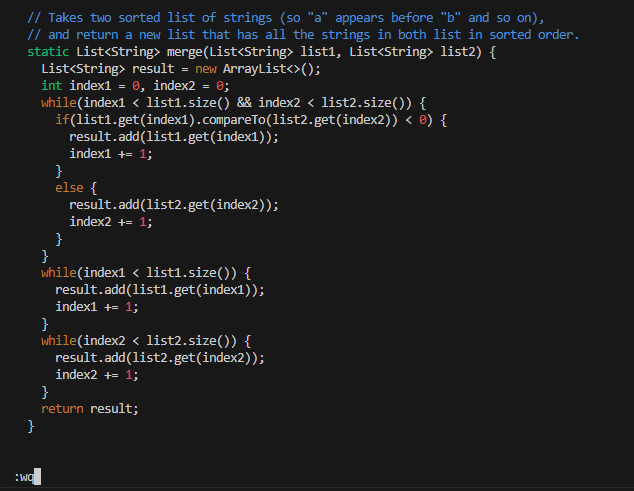 // Takes two sorted list of strings (so "a" appears before "b" and so on),
// and return a new list that has all the strings in both list in sorted order.
static List<String> merge(List<String> list1, List<String> list2) {
  List<String> result = new ArrayList<>();
  int index1 = 0, index2 = 0;
  while(index1 < list1.size() && index2 < list2.size()) {
    if(list1.get(index1).compareTo(list2.get(index2)) < 0) {
      result.add(list1.get(index1));
      index1 += 1;
    }
    else {
      result.add(list2.get(index2));
      index2 += 1;
    }
  }
  while(index1 < list1.size()) {
    result.add(list1.get(index1));
    index1 += 1;
  }
  while(index2 < list2.size()) {
    result.add(list2.get(index2));
    index2 += 1;
  }
  return result;
}
:wq